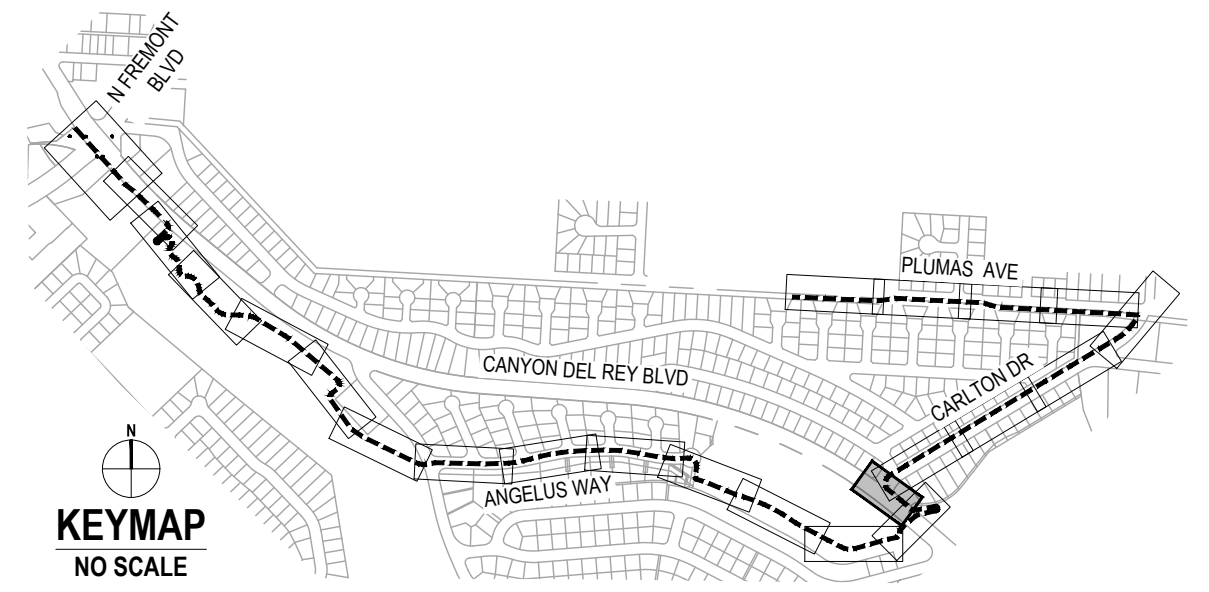 N FREMONT
BLVD
PLUMAS AVE
CANYON DEL REY BLVD
CARLTON DR
ANGELUS WAY
N
KEYMAP
NO SCALE